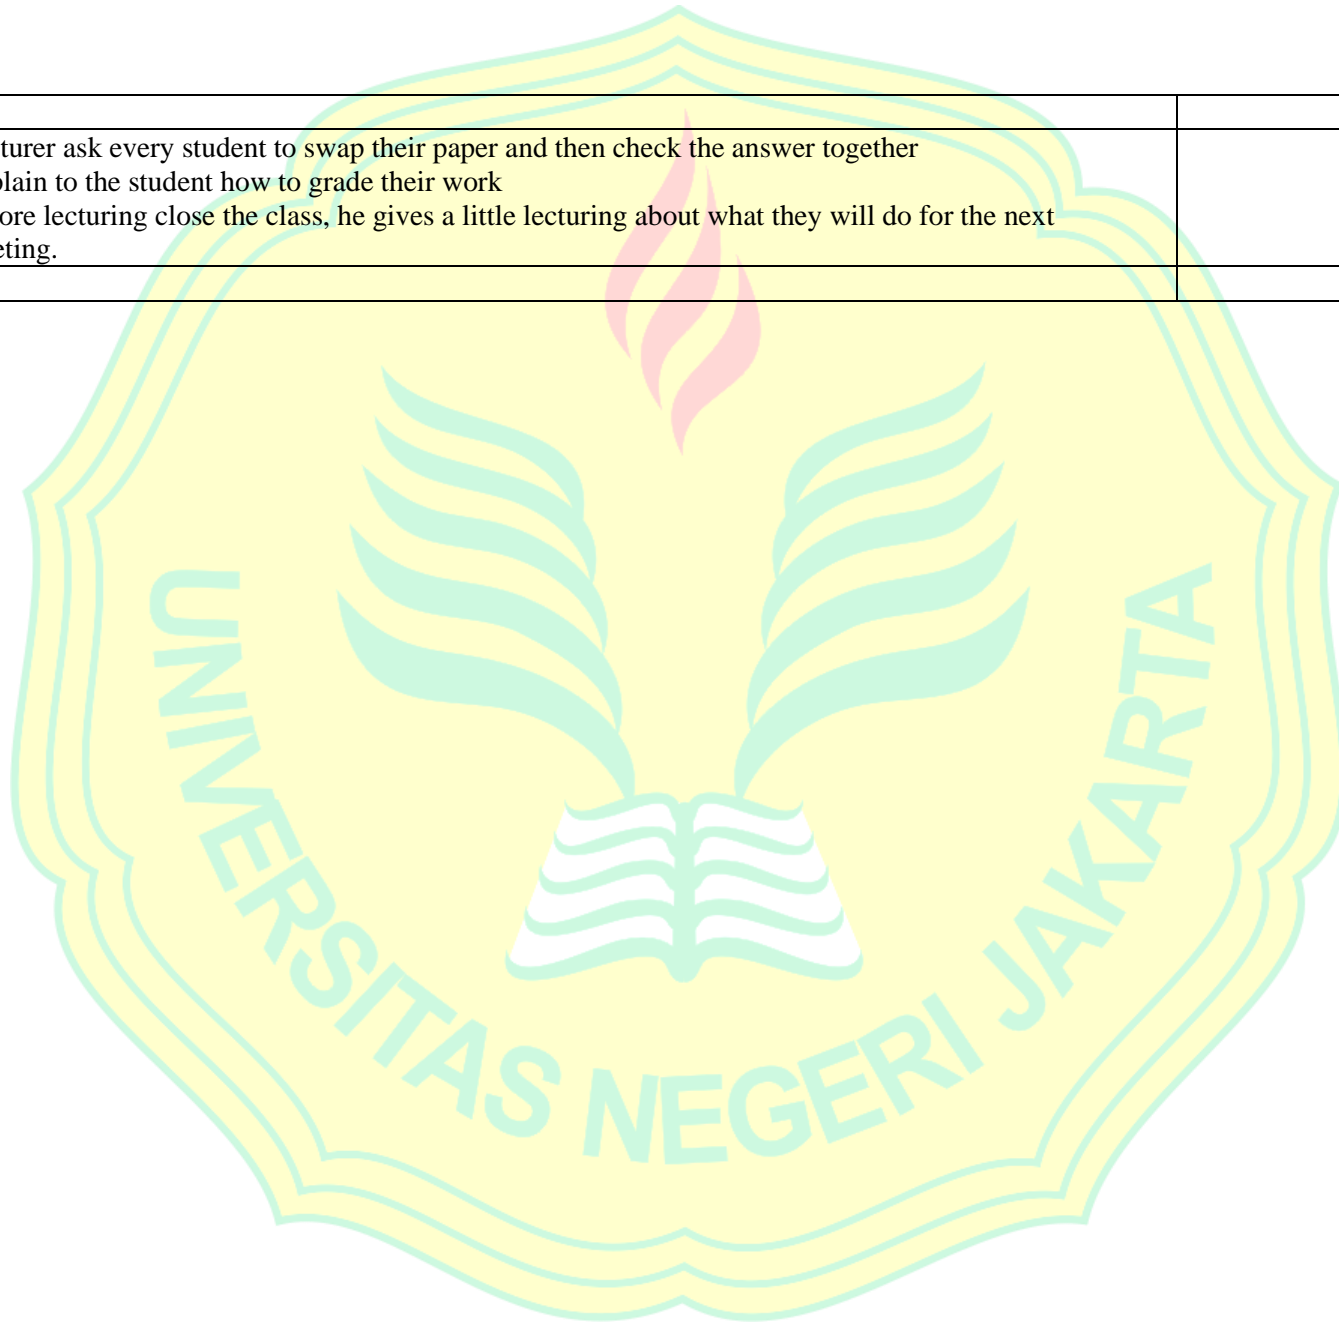 turer ask every student to swap their paper and then check the answer together
plain to the student how to grade their work
ore lecturing close the class, he gives a little lecturing about what they will do for the next
eting.
UNIVERSITAS NEGERI JAKARTA